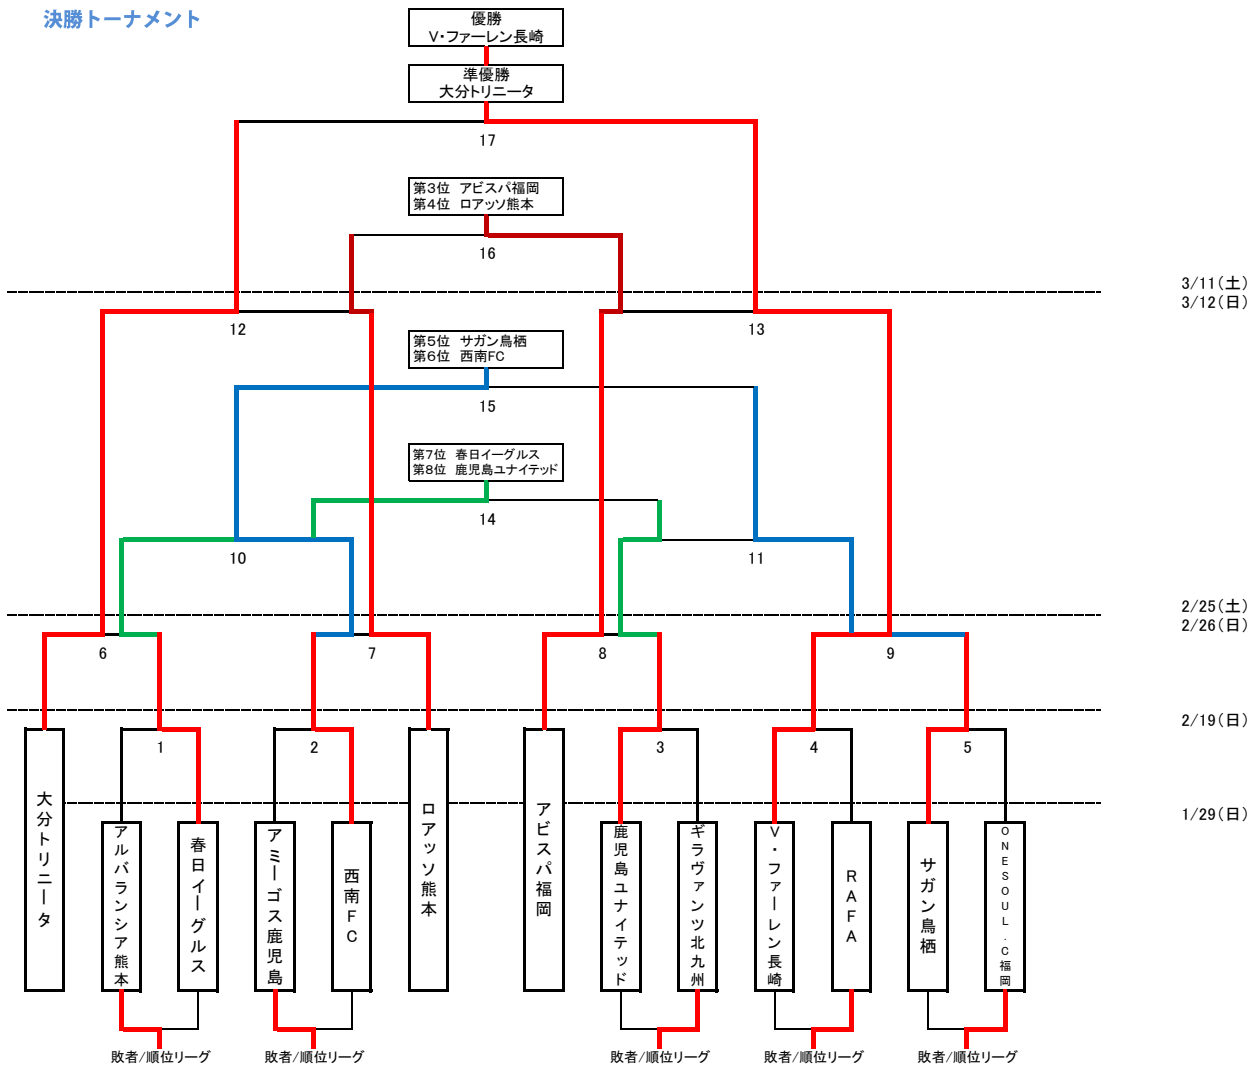 決勝トーナメント
優勝
V・ファーレン長崎
準優勝
大分トリニータ
17
第3位 アビスパ福岡
第4位 ロアッソ熊本
16
3/11(土)
3/12(日)
12
13
第5位 サガン鳥栖
第6位 西南FC
15
第7位 春日イーグルス
第8位 鹿児島ユナイテッド
14
10
11
2/25(土)
2/26(日)
6
7
8
9
2/19(日)
1
2
3
4
5
1/29(日)
大分トリニータ
アルバランシア熊本
春日イーグルス
アミーゴス鹿児島
西南FC
ロアッソ熊本
アビスパ福岡
鹿児島ユナイテッド
ギラヴァンツ北九州
V・ファーレン長崎
RAFA
サガン鳥栖
ONESOUL.C福岡
敗者/順位リーグ
敗者/順位リーグ
敗者/順位リーグ
敗者/順位リーグ
敗者/順位リーグ